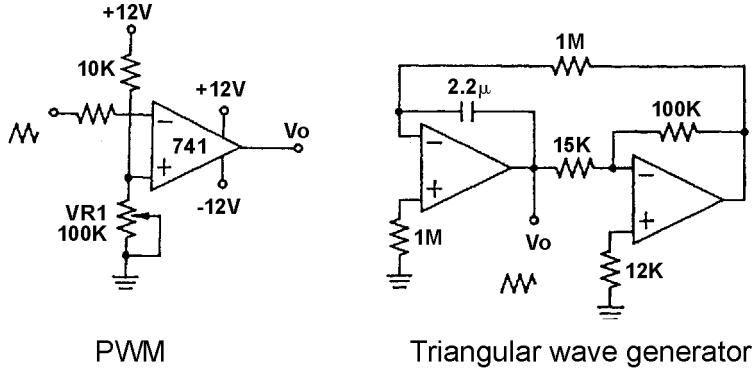 +12V
10K
+12V
−
741
Vo
+
-12V
VR1
100K
PWM
1M
2.2µ
100K
15K
−
+
−
+
1M
Vo
12K
Triangular wave generator